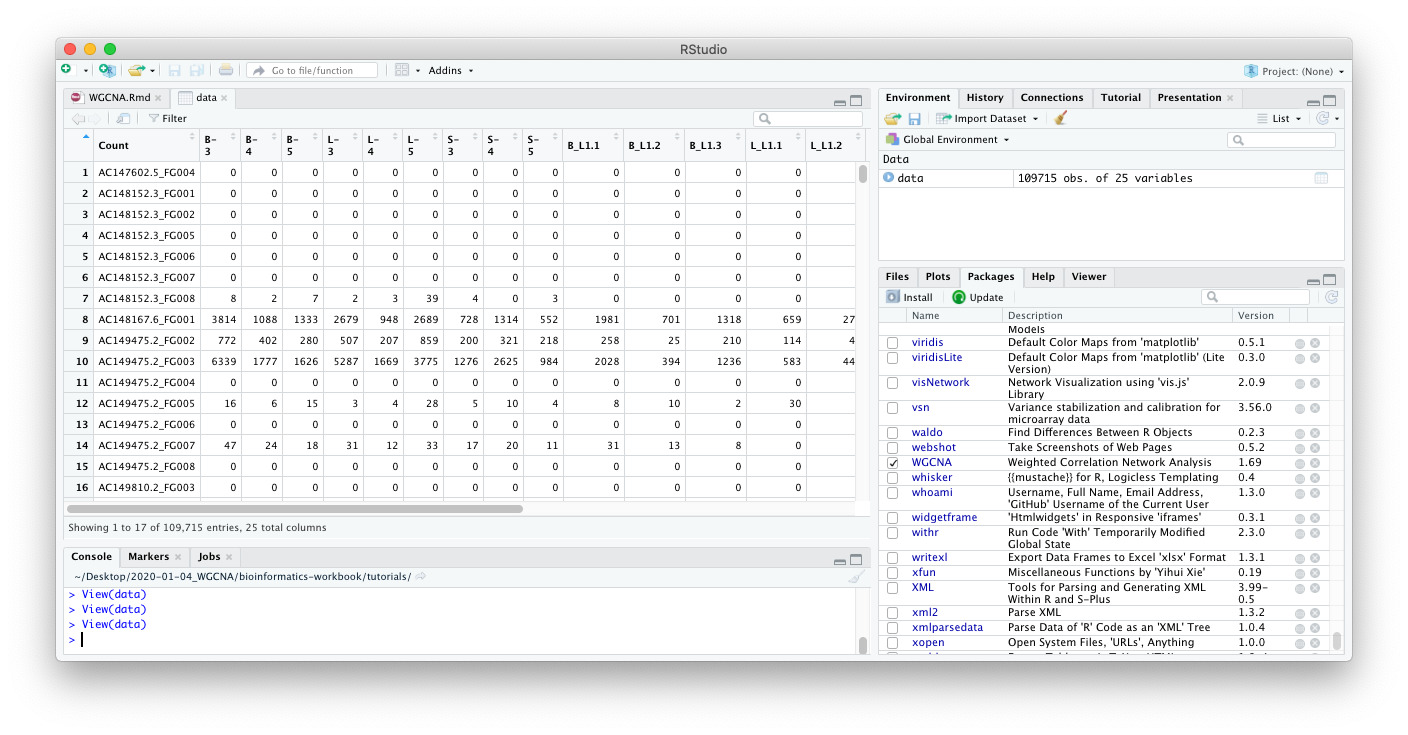 RStudio
Go to file/function Addins Project: (None)
WGCNA.Rmd data
Filter
Count B-3 B-4 B-5 L-3 L-4 L-5 S-3 S-4 S-5 B_L1.1 B_L1.2 B_L1.3 L_L1.1 L_L1.2
1 AC147602.5_FG004 0 0 0 0 0 0 0 0 0 0 0 0 0
2 AC148152.3_FG001 0 0 0 0 0 0 0 0 0 0 0 0 0
3 AC148152.3_FG002 0 0 0 0 0 0 0 0 0 0 0 0 0
4 AC148152.3_FG005 0 0 0 0 0 0 0 0 0 0 0 0 0
5 AC148152.3_FG006 0 0 0 0 0 0 0 0 0 0 0 0 0
6 AC148152.3_FG007 0 0 0 0 0 0 0 0 0 0 0 0 0
7 AC148152.3_FG008 8 2 7 2 3 39 4 0 3 0 0 0 0
8 AC148167.6_FG001 3814 1088 1333 2679 948 2689 728 1314 552 1981 701 1318 659 27
9 AC149475.2_FG002 772 402 280 507 207 859 200 321 218 258 25 210 114 4
10 AC149475.2_FG003 6339 1777 1626 5287 1669 3775 1276 2625 984 2028 394 1236 583 44
11 AC149475.2_FG004 0 0 0 0 0 0 0 0 0 0 0 0 0
12 AC149475.2_FG005 16 6 15 3 4 28 5 10 4 8 10 2 30
13 AC149475.2_FG006 0 0 0 0 0 0 0 0 0 0 0 0 0
14 AC149475.2_FG007 47 24 18 31 12 33 17 20 11 31 13 8 0
15 AC149475.2_FG008 0 0 0 0 0 0 0 0 0 0 0 0 0
16 AC149810.2_FG003 0 0 0 0 0 0 0 0 0 0 0 0 0
Showing 1 to 17 of 109,715 entries, 25 total columns
Console Markers Jobs
~/Desktop/2020-01-04_WGCNA/bioinformatics-workbook/tutorials/
> View(data)
> View(data)
> View(data)
>
Environment History Connections Tutorial Presentation
Import Dataset List
Global Environment
Data
data 109715 obs. of 25 variables
Files Plots Packages Help Viewer
Install Update
Name Description Version
Models
viridis Default Color Maps from 'matplotlib' 0.5.1
viridisLite Default Color Maps from 'matplotlib' (Lite 0.3.0
Version)
visNetwork Network Visualization using 'vis.js' 2.0.9
Library
vsn Variance stabilization and calibration for 3.56.0
microarray data
waldo Find Differences Between R Objects 0.2.3
webshot Take Screenshots of Web Pages 0.5.2
WGCNA Weighted Correlation Network Analysis 1.69
whisker {{mustache}} for R, Logicless Templating 0.4
whoami Username, Full Name, Email Address, 1.3.0
'GitHub' Username of the Current User
widgetframe 'Htmlwidgets' in Responsive 'iframes' 0.3.1
withr Run Code 'With' Temporarily Modified 2.3.0
Global State
writexl Export Data Frames to Excel 'xlsx' Format 1.3.1
xfun Miscellaneous Functions by 'Yihui Xie' 0.19
XML Tools for Parsing and Generating XML 3.99-
Within R and S-Plus 0.5
xml2 Parse XML 1.3.2
xmlparsedata Parse Data of 'R' Code as an 'XML' Tree 1.0.4
xopen Open System Files, 'URLs', Anything 1.0.0